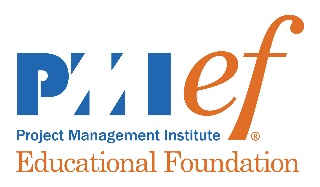 PMIef
Project Management Institute ®
Educational Foundation